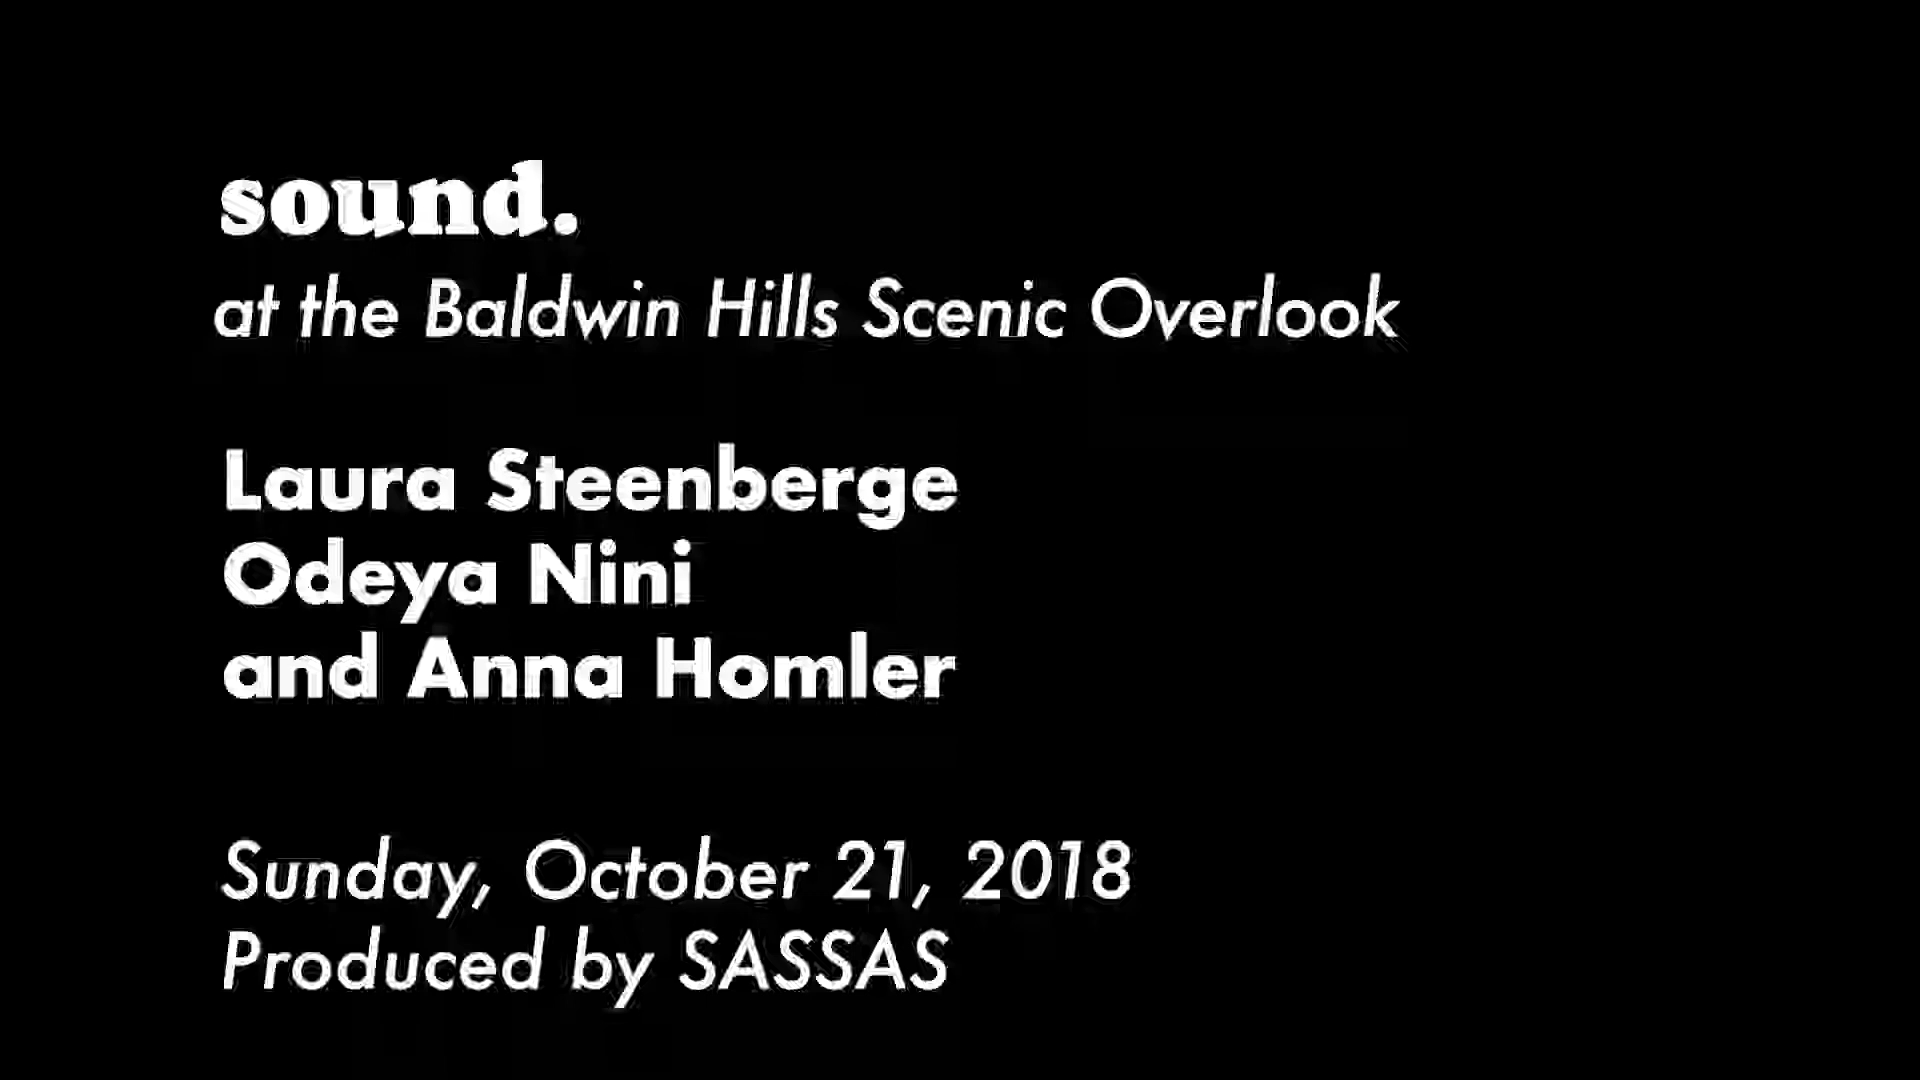 sound.
at the Baldwin Hills Scenic Overlook
Laura Steenberge
Odeya Nini
and Anna Homler
Sunday, October 21, 2018
Produced by SASSAS